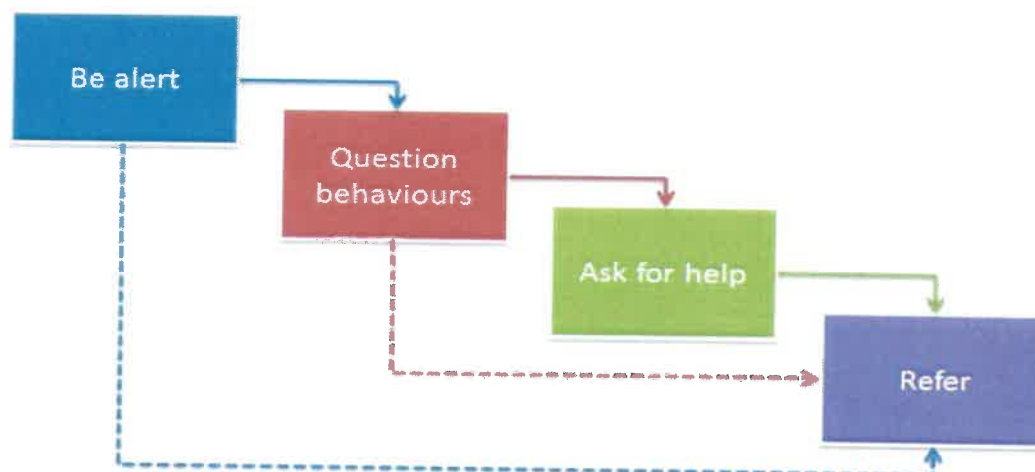 Be alert
Question
behaviours
Ask for help
Refer